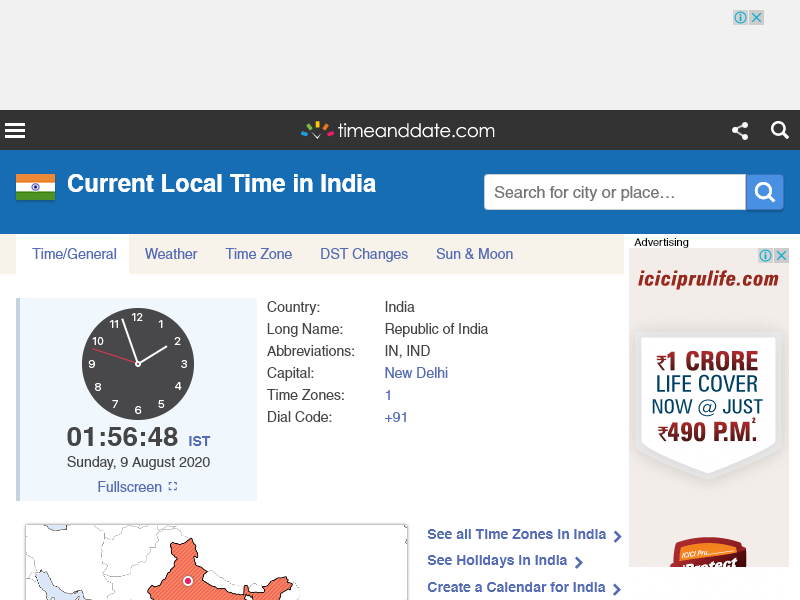 timeanddate.com
Current Local Time in India
Search for city or place…
Time/General Weather Time Zone DST Changes Sun & Moon
Advertising
12
1
2
3
4
5
6
7
8
9
10
11
01:56:48 IST
Sunday, 9 August 2020
Fullscreen
Country: India
Long Name: Republic of India
Abbreviations: IN, IND
Capital: New Delhi
Time Zones: 1
Dial Code: +91
See all Time Zones in India
See Holidays in India
Create a Calendar for India
iciciprulife.com
₹1 CRORE
LIFE COVER
NOW @ JUST
₹490 P.M.2
ICICI Pru
iProtect